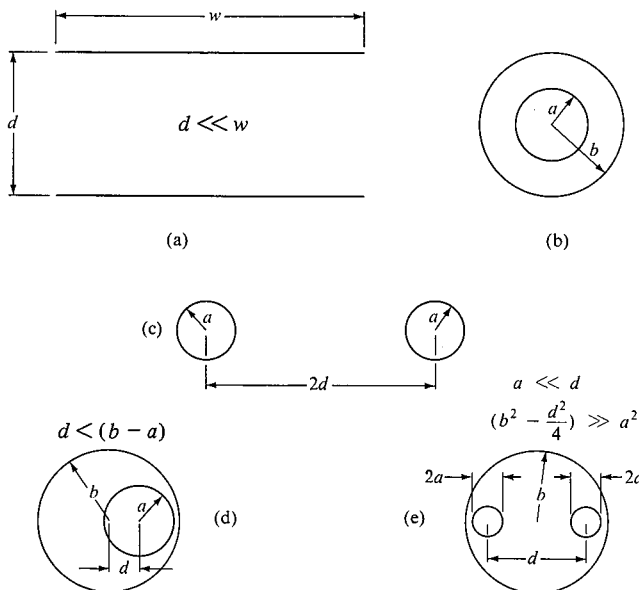 w
d
d << w
a
b
(a)
(b)
(c)
a
a
2d
a << d
(b² − d²/4) >> a²
d < (b − a)
b
a
d
(d)
(e)
2a
b
2a
d